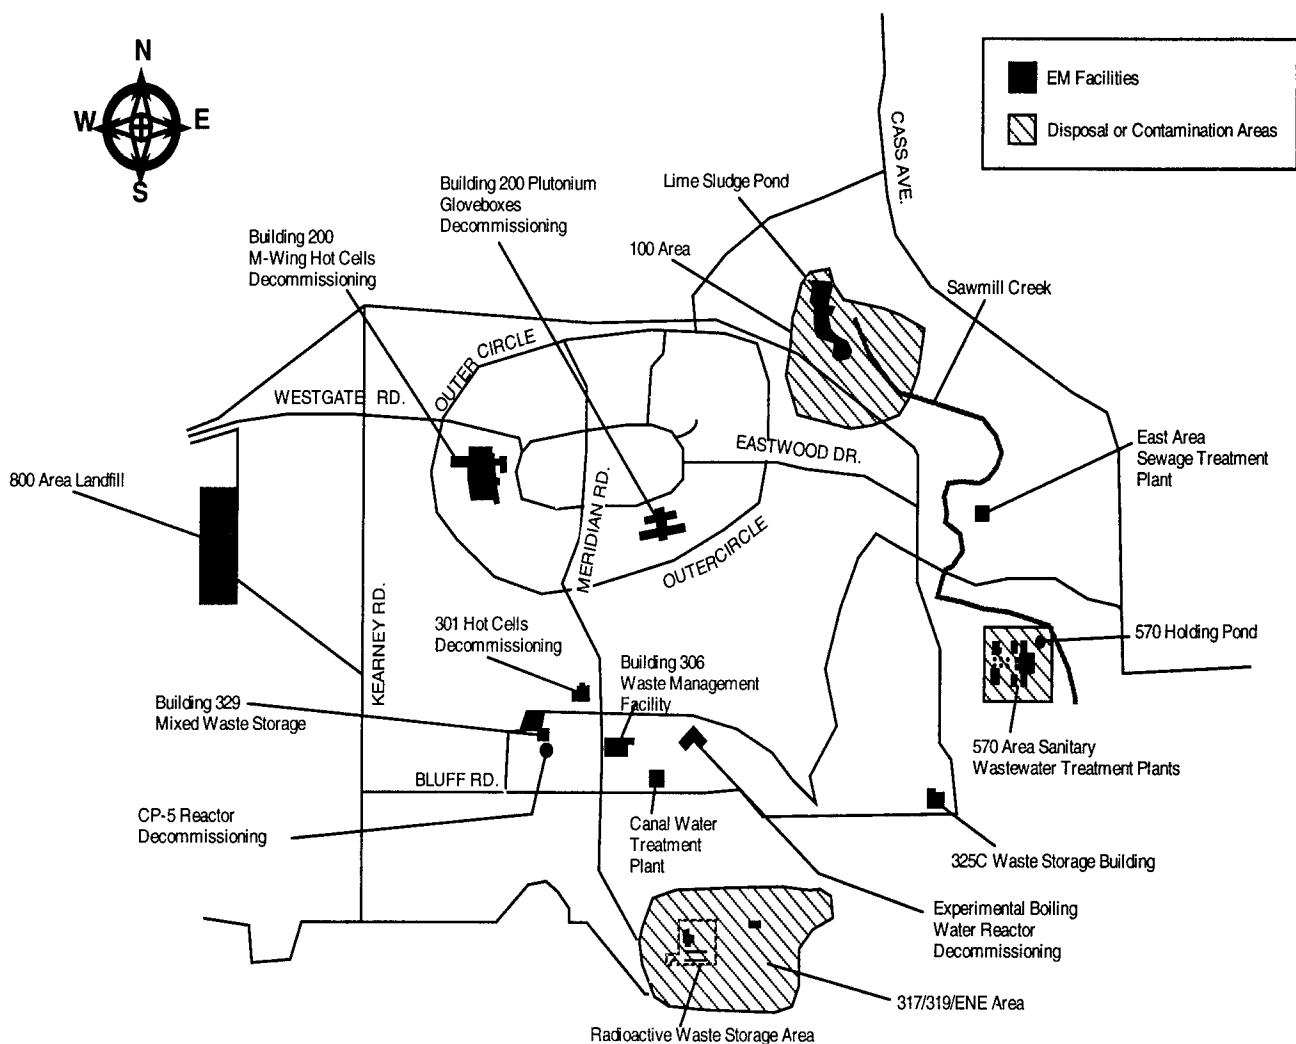 N
W
E
S
EM Facilities
Disposal or Contamination Areas
CASS AVE.
Lime Sludge Pond
Building 200 Plutonium
Gloveboxes
Decommissioning
100 Area
Building 200
M-Wing Hot Cells
Decommissioning
Sawmill Creek
OUTER CIRCLE
WESTGATE RD.
EASTWOOD DR.
East Area
Sewage Treatment
Plant
800 Area Landfill
MERIDIAN RD.
OUTER CIRCLE
KEARNEY RD.
301 Hot Cells
Decommissioning
570 Holding Pond
Building 306
Waste Management
Facility
Building 329
Mixed Waste Storage
570 Area Sanitary
Wastewater Treatment Plants
BLUFF RD.
CP-5 Reactor
Decommissioning
Canal Water
Treatment
Plant
325C Waste Storage Building
Experimental Boiling
Water Reactor
Decommissioning
317/319/ENE Area
Radioactive Waste Storage Area